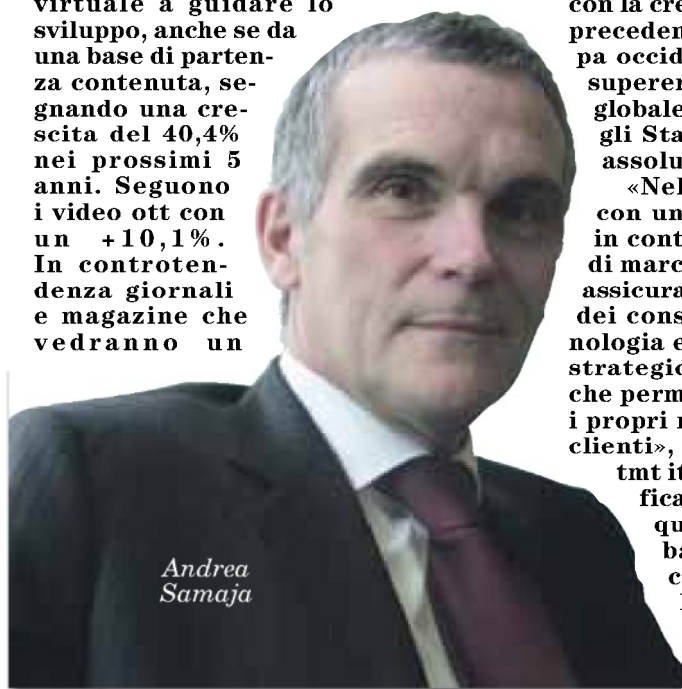 virtuale a guidare lo
sviluppo, anche se da
una base di parten-
za contenuta, se-
gnando una cre-
scita del 40,4%
nei prossimi 5
anni. Seguono
i video ott con
un +10,1%.
In controten-
denza giornali
e magazine che
vedranno un
Andrea
Samaja
con la cre
preceden
pa occid
superer
globale
gli Sta
assolu
«Nel
con un
in cont
di marc
assicura
dei cons
nologia e
strategic
che perm
i propri
clienti»,
tmt it
fica
qu
ba
c